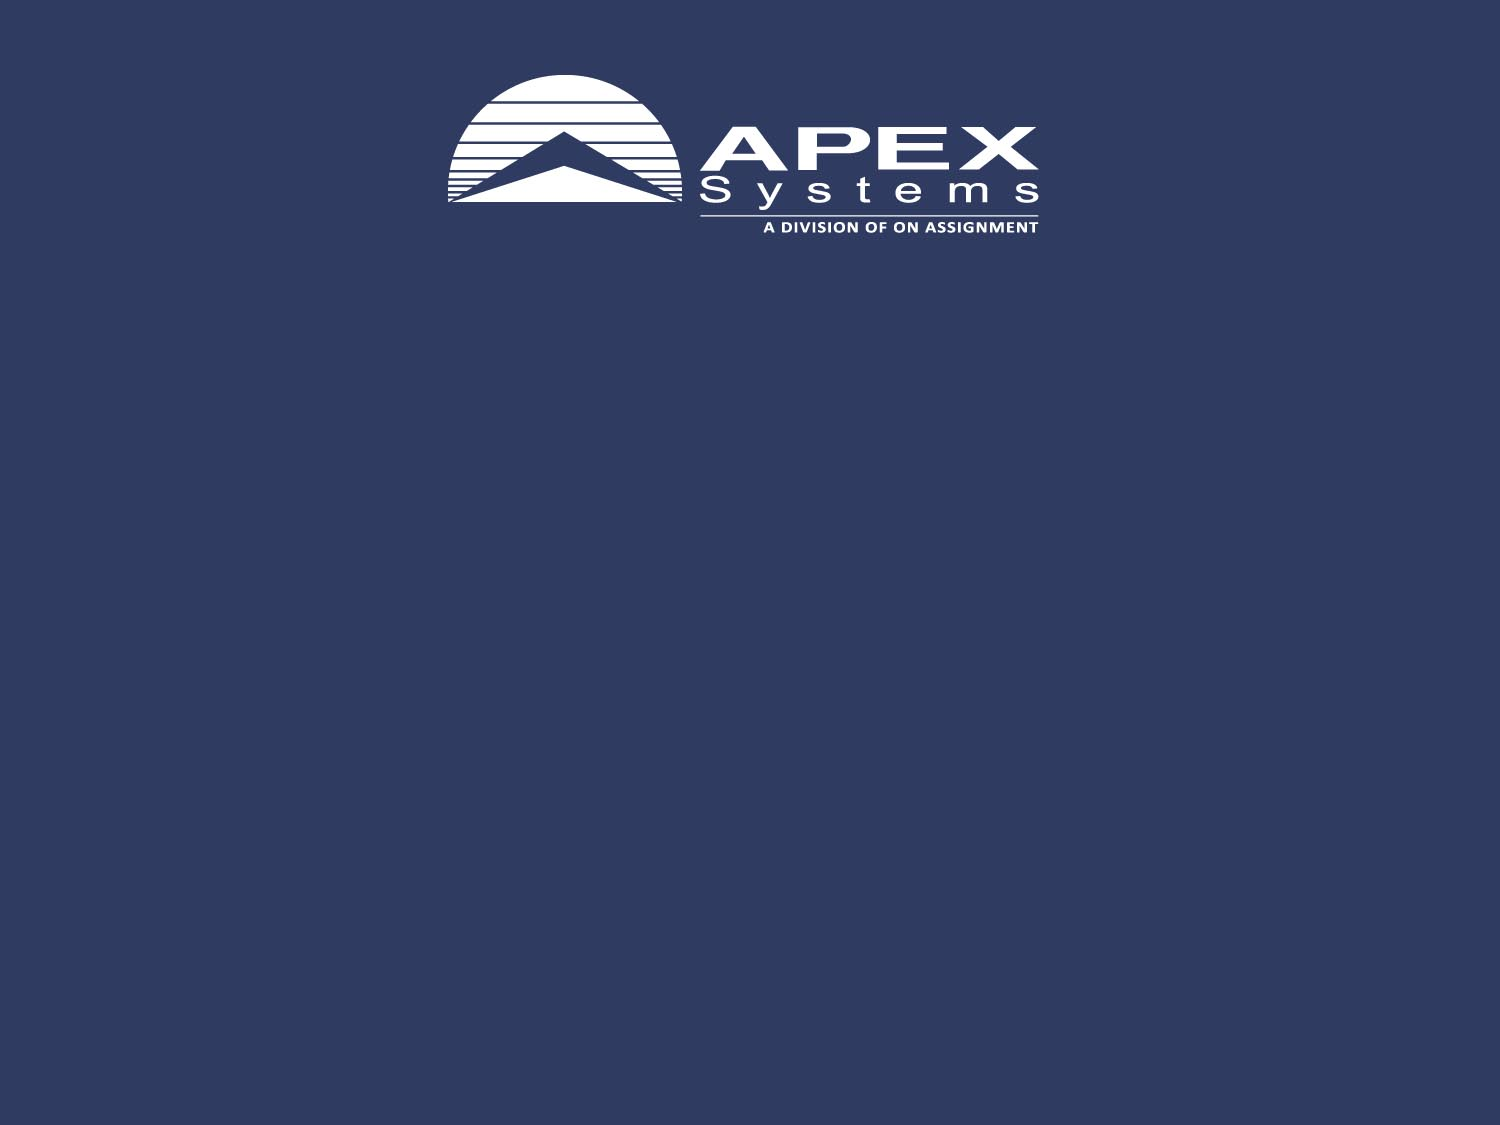 APEX
Systems
A DIVISION OF ON ASSIGNMENT